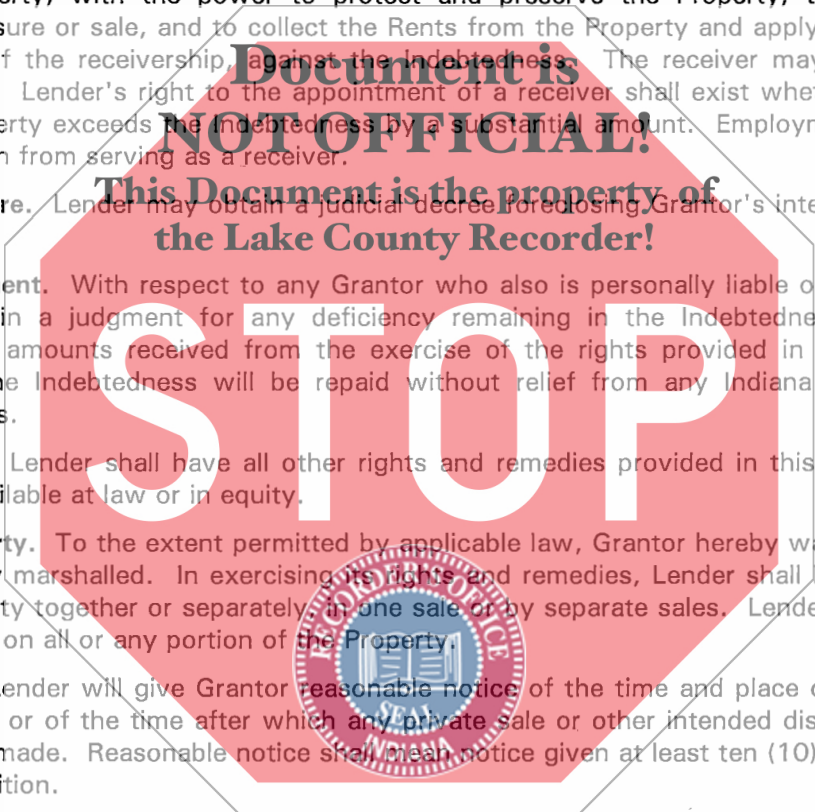 erty, with the power to protect and preserve the Property, t
sure or sale, and to collect the Rents from the Property and apply
f the receivership, against the Indebtedness. The receiver may
Lender's right to the appointment of a receiver shall exist whet
erty exceeds the Indebtedness by a substantial amount. Employn
n from serving as a receiver.
Document is
NOT OFFICIAL!
This Document is the property of
the Lake County Recorder!
re. Lender may obtain a judicial decree foreclosing Grantor's inte
ent. With respect to any Grantor who also is personally liable o
in a judgment for any deficiency remaining in the Indebtedne
amounts received from the exercise of the rights provided in
e Indebtedness will be repaid without relief from any Indiana
s.
STOP
Lender shall have all other rights and remedies provided in this
ilable at law or in equity.
ty. To the extent permitted by applicable law, Grantor hereby wa
marshalled. In exercising its rights and remedies, Lender shall
ty together or separately, in one sale or by separate sales. Lende
on all or any portion of the Property.
RECORDER'S OFFICE
SEAL
INDIANA
ender will give Grantor reasonable notice of the time and place o
or of the time after which any private sale or other intended dis
made. Reasonable notice shall mean notice given at least ten (10)
ition.